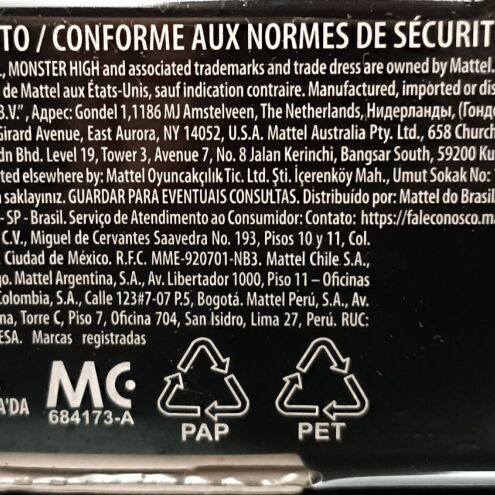 TO / CONFORME AUX NORMES DE SÉCURIT
., MONSTER HIGH and associated trademarks and trade dress are owned by Mattel.
de Mattel aux États-Unis, sauf indication contraire. Manufactured, imported or dis
B.V.", Адрес: Gondel 1,1186 MJ Amstelveen, The Netherlands, Нидерланды, (Гонде
Girard Avenue, East Aurora, NY 14052, U.S.A. Mattel Australia Pty. Ltd., 658 Church
dn Bhd. Level 19, Tower 3, Avenue 7, No. 8 Jalan Kerinchi, Bangsar South, 59200 Ku
ted elsewhere by: Mattel Oyuncakçılık Tic. Ltd. Şti. İçerenköy Mah., Umut Sokak No:
saklayınız. GUARDAR PARA EVENTUAIS CONSULTAS. Distribuído por: Mattel do Brasil
- SP - Brasil. Serviço de Atendimento ao Consumidor: Contato: https://faleconosco.ma
C.V., Miguel de Cervantes Saavedra No. 193, Pisos 10 y 11, Col.
Ciudad de México. R.F.C. MME-920701-NB3. Mattel Chile S.A.,
go. Mattel Argentina, S.A., Av. Libertador 1000, Piso 11 – Oficinas
Colombia, S.A., Calle 123#7-07 P.5, Bogotá. Mattel Perú, S.A., Av.
na, Torre C, Piso 7, Oficina 704, San Isidro, Lima 27, Perú. RUC:
ESA. Marcas registradas
A'DA
MC
684173-A
PAP
PET